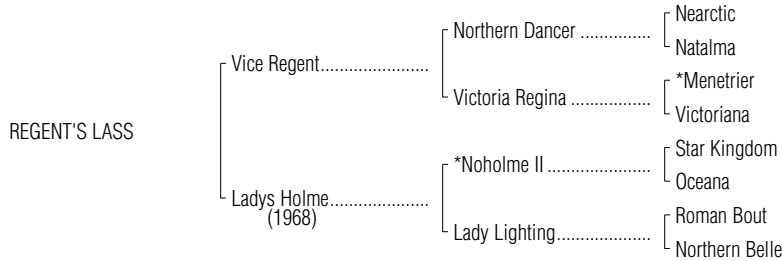 Nearctic
Northern Dancer ...............
Natalma
Vice Regent.......................
*Menetrier
Victoria Regina ................
Victoriana
REGENT'S LASS
Star Kingdom
*Noholme II .....................
Oceana
Ladys Holme.....................
(1968)
Roman Bout
Lady Lighting...................
Northern Belle